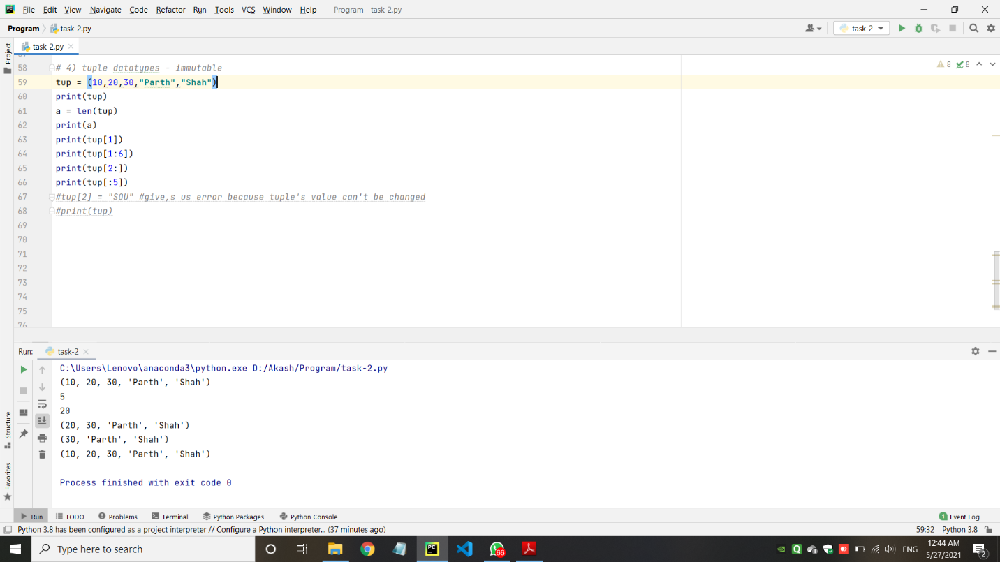 File Edit View Navigate Code Refactor Run Tools VCS Window Help Program - task-2.py
Program task-2.py task-2
task-2.py
Project
58 # 4) tuple datatypes - immutable 8 8
59 tup = (10,20,30,"Parth","Shah")
60 print(tup)
61 a = len(tup)
62 print(a)
63 print(tup[1])
64 print(tup[1:6])
65 print(tup[2:])
66 print(tup[:5])
67 #tup[2] = "SOU" #give,s us error because tuple's value can't be changed
68 #print(tup)
69
70
71
72
73
74
75
76
Run: task-2
C:\Users\Lenovo\anaconda3\python.exe D:/Akash/Program/task-2.py
(10, 20, 30, 'Parth', 'Shah')
5
20
(20, 30, 'Parth', 'Shah')
(30, 'Parth', 'Shah')
(10, 20, 30, 'Parth', 'Shah')
Process finished with exit code 0
Structure
Favorites
Run TODO Problems Terminal Python Packages Python Console 1 Event Log
Python 3.8 has been configured as a project interpreter // Configure a Python interpreter... (37 minutes ago) 59:32 Python 3.8
Type here to search PC 66 ENG 12:44 AM
5/27/2021 2